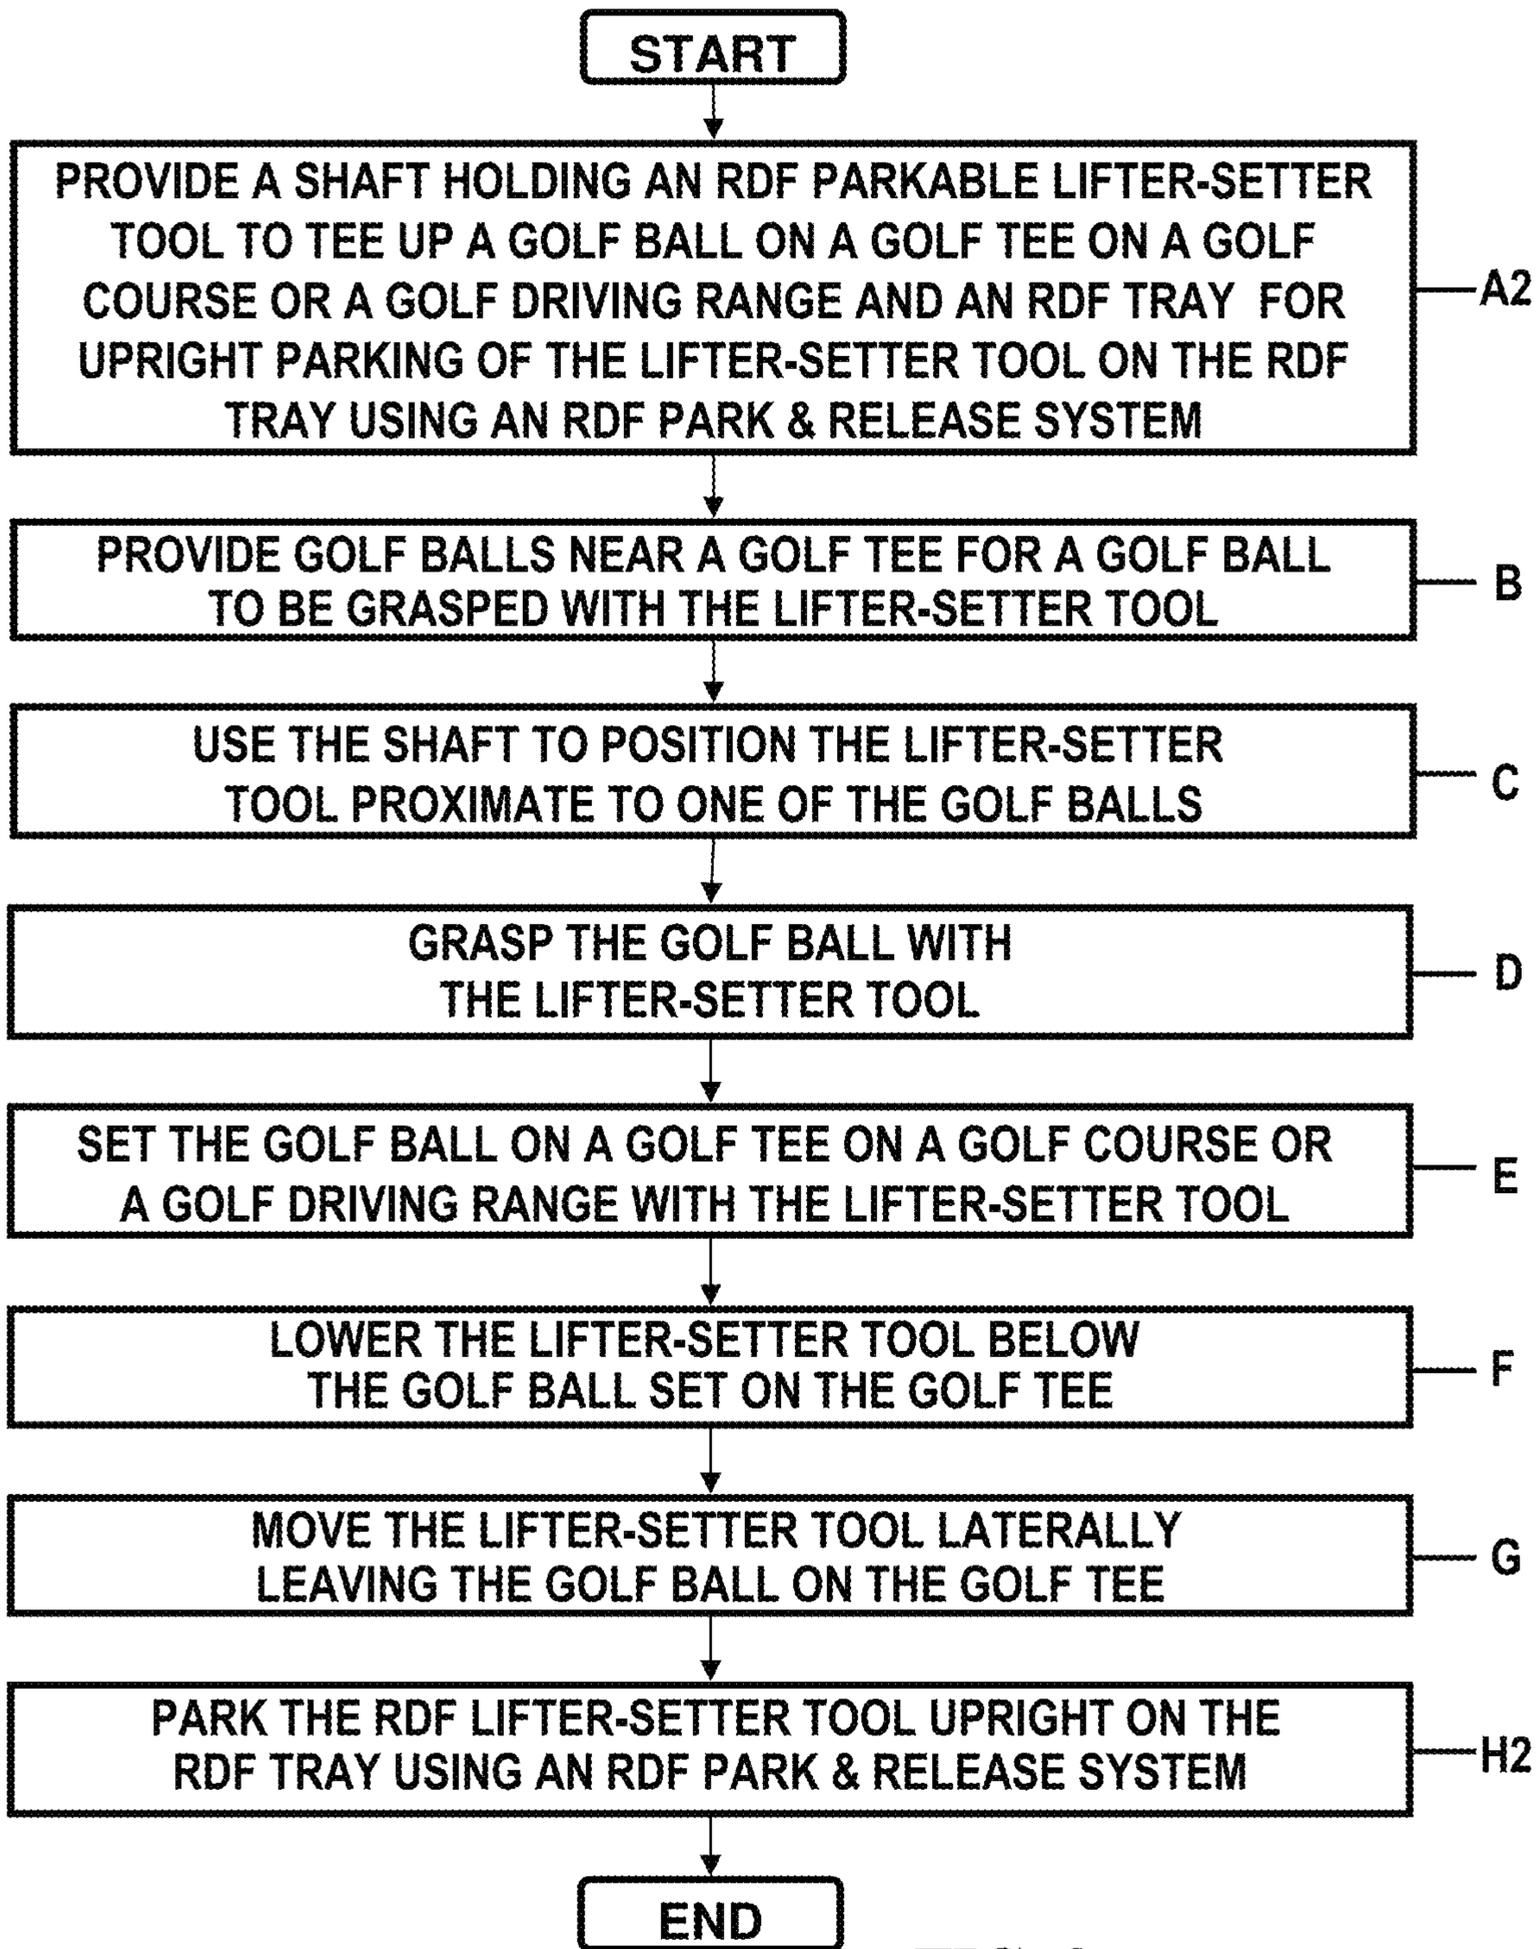 START
PROVIDE A SHAFT HOLDING AN RDF PARKABLE LIFTER-SETTER
TOOL TO TEE UP A GOLF BALL ON A GOLF TEE ON A GOLF
COURSE OR A GOLF DRIVING RANGE AND AN RDF TRAY FOR
UPRIGHT PARKING OF THE LIFTER-SETTER TOOL ON THE RDF
TRAY USING AN RDF PARK & RELEASE SYSTEM
A2
PROVIDE GOLF BALLS NEAR A GOLF TEE FOR A GOLF BALL
TO BE GRASPED WITH THE LIFTER-SETTER TOOL
B
USE THE SHAFT TO POSITION THE LIFTER-SETTER
TOOL PROXIMATE TO ONE OF THE GOLF BALLS
C
GRASP THE GOLF BALL WITH
THE LIFTER-SETTER TOOL
D
SET THE GOLF BALL ON A GOLF TEE ON A GOLF COURSE OR
A GOLF DRIVING RANGE WITH THE LIFTER-SETTER TOOL
E
LOWER THE LIFTER-SETTER TOOL BELOW
THE GOLF BALL SET ON THE GOLF TEE
F
MOVE THE LIFTER-SETTER TOOL LATERALLY
LEAVING THE GOLF BALL ON THE GOLF TEE
G
PARK THE RDF LIFTER-SETTER TOOL UPRIGHT ON THE
RDF TRAY USING AN RDF PARK & RELEASE SYSTEM
H2
END